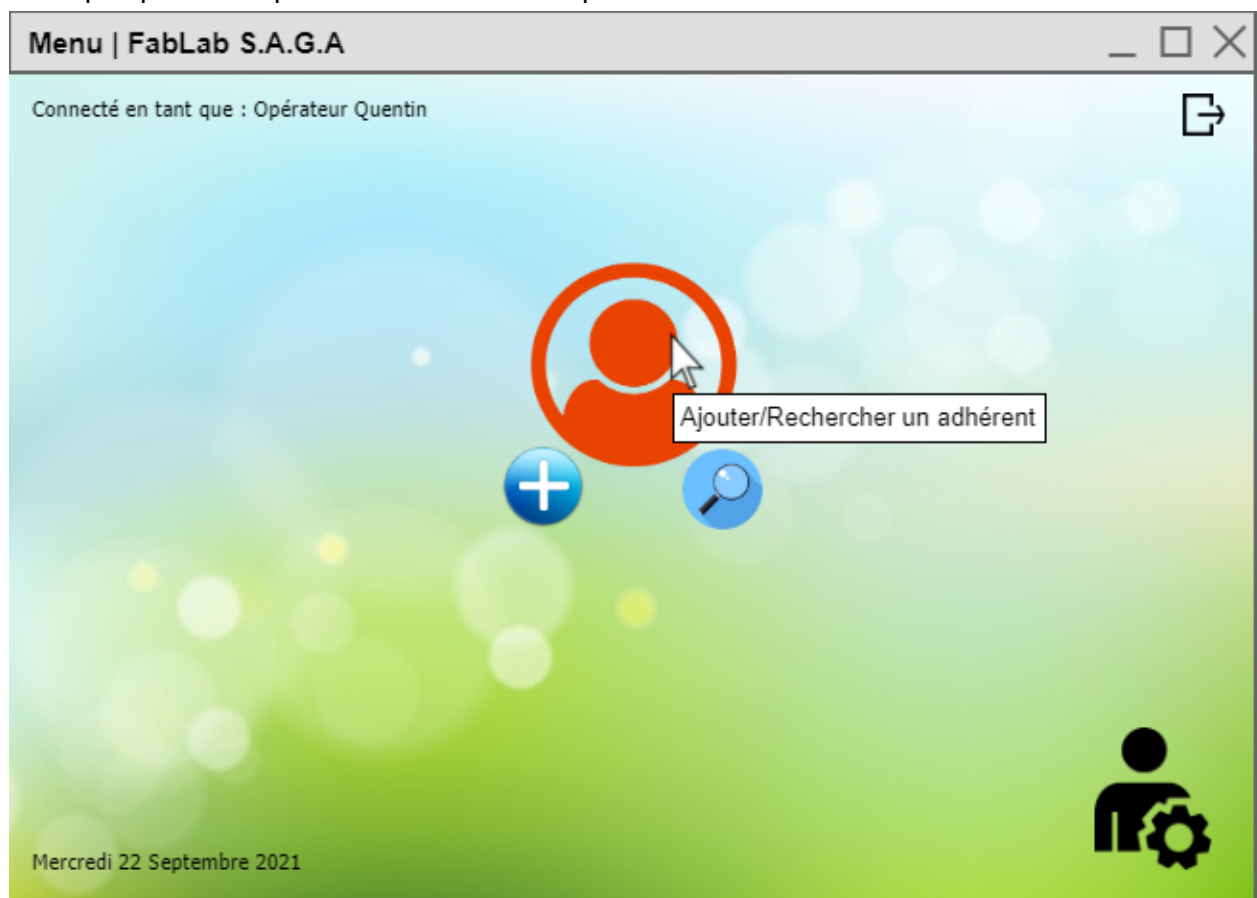 Menu | FabLab S.A.G.A
Connecté en tant que : Opérateur Quentin
Ajouter/Rechercher un adhérent
Mercredi 22 Septembre 2021